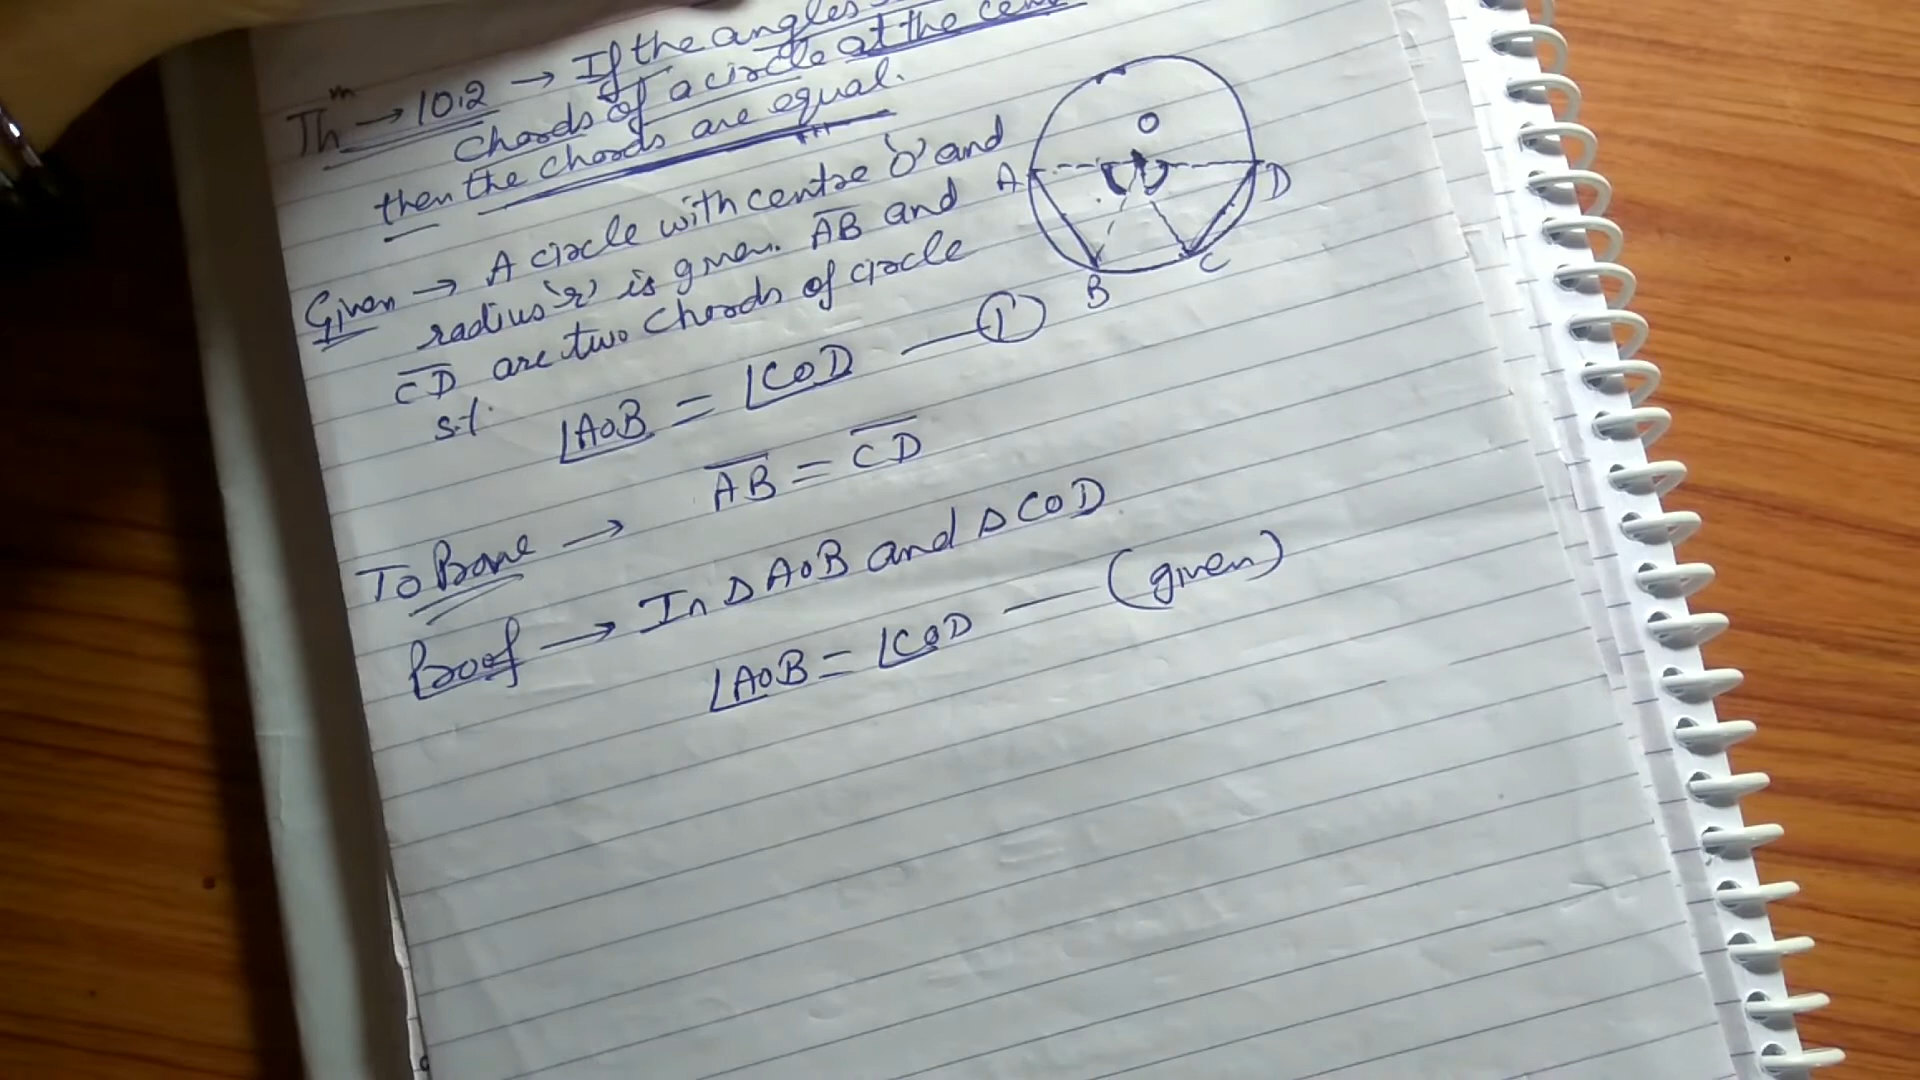 Thm → 10.2 → If the angles
chords of a circle at the
then the chords are equal.
Given → A circle with centre 'O' and
radius 'r' is given. AB and
CD are two chords of circle
s.t.
∠AOB = ∠COD — ①
To Prove → AB = CD
Proof → In △AOB and △COD
∠AOB = ∠COD — (given)
O
A
D
B
C